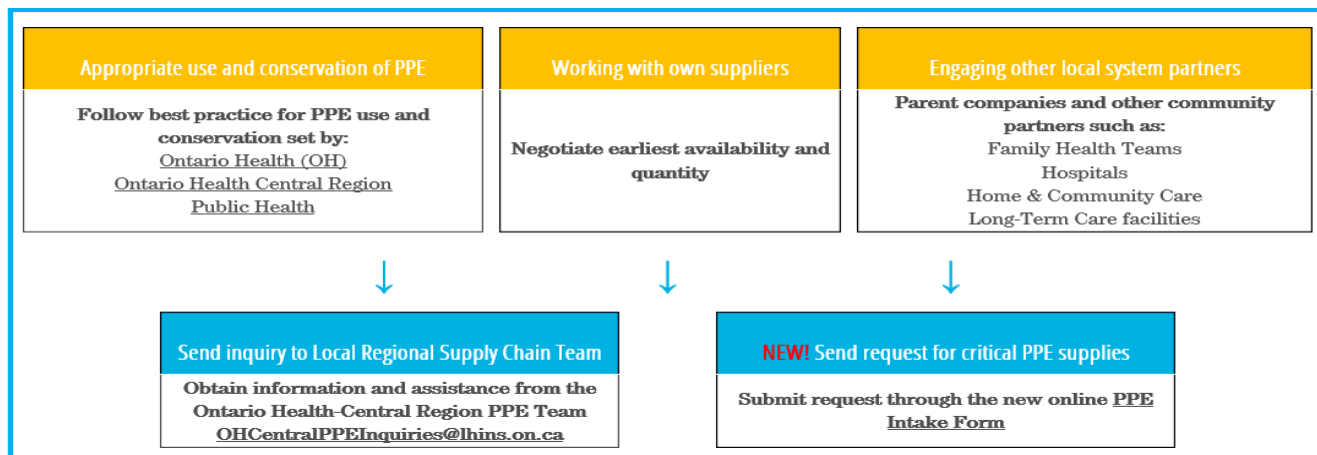 Appropriate use and conservation of PPE
Follow best practice for PPE use and
conservation set by:
Ontario Health (OH)
Ontario Health Central Region
Public Health
Working with own suppliers
Negotiate earliest availability and
quantity
Engaging other local system partners
Parent companies and other community
partners such as:
Family Health Teams
Hospitals
Home & Community Care
Long-Term Care facilities
Send inquiry to Local Regional Supply Chain Team
Obtain information and assistance from the
Ontario Health-Central Region PPE Team
OHCentralPPEInquiries@lhins.on.ca
NEW! Send request for critical PPE supplies
Submit request through the new online PPE
Intake Form